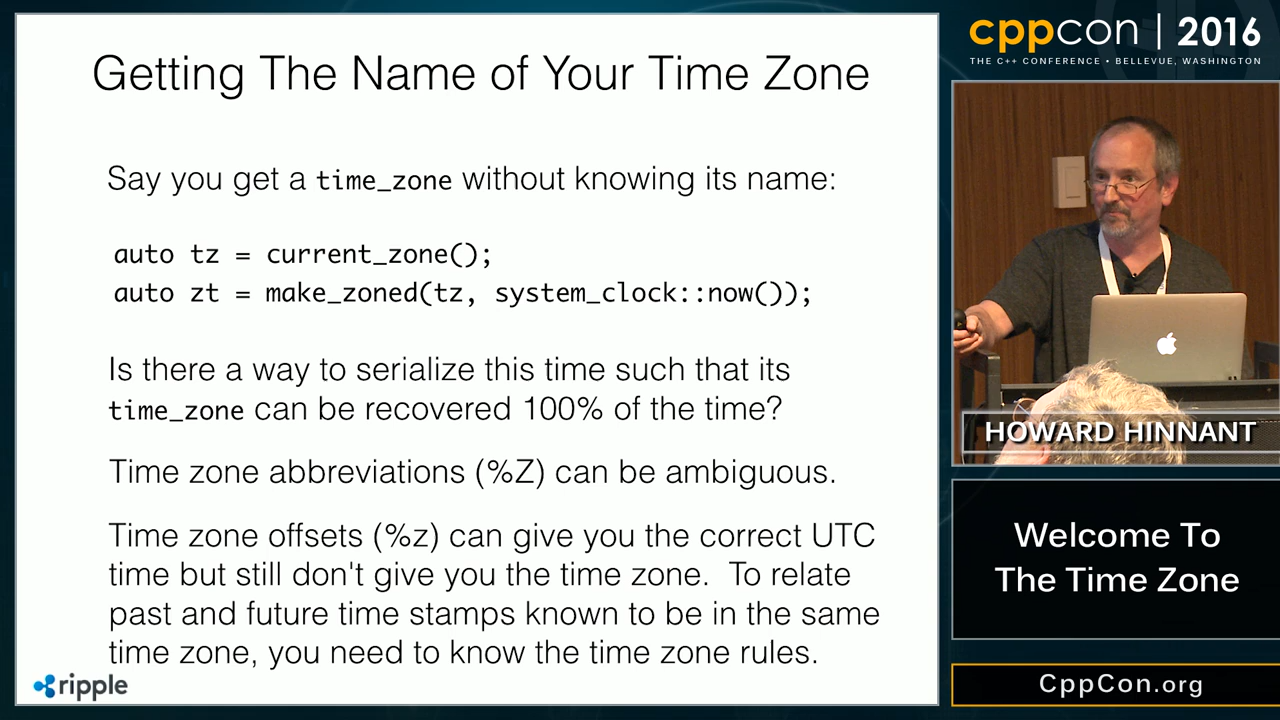 Getting The Name of Your Time Zone
Say you get a time_zone without knowing its name:
auto tz = current_zone();
auto zt = make_zoned(tz, system_clock::now());
Is there a way to serialize this time such that its
time_zone can be recovered 100% of the time?
Time zone abbreviations (%Z) can be ambiguous.
Time zone offsets (%z) can give you the correct UTC
time but still don't give you the time zone.  To relate
past and future time stamps known to be in the same
time zone, you need to know the time zone rules.
ripple
cppcon | 2016
THE C++ CONFERENCE • BELLEVUE, WASHINGTON
HOWARD HINNANT
Welcome To
The Time Zone
CppCon.org